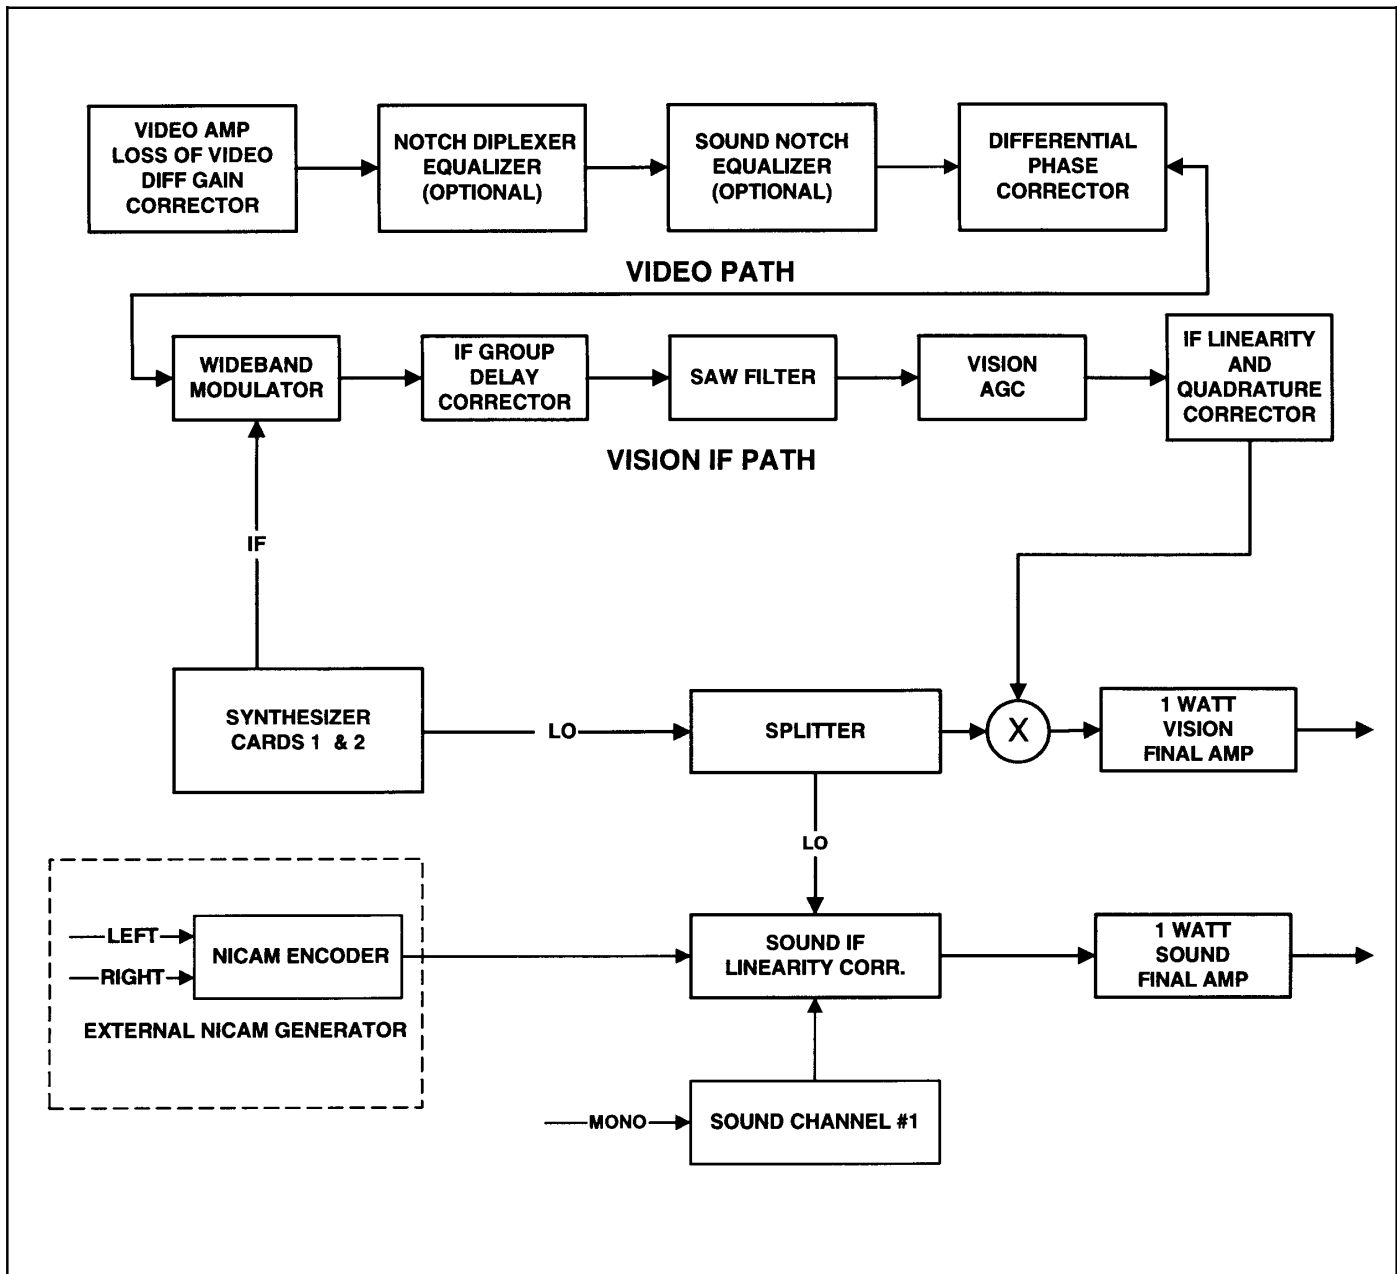 VIDEO AMP
LOSS OF VIDEO
DIFF GAIN
CORRECTOR
NOTCH DIPLEXER
EQUALIZER
(OPTIONAL)
SOUND NOTCH
EQUALIZER
(OPTIONAL)
DIFFERENTIAL
PHASE
CORRECTOR
VIDEO PATH
WIDEBAND
MODULATOR
IF GROUP
DELAY
CORRECTOR
SAW FILTER
VISION
AGC
IF LINEARITY
AND
QUADRATURE
CORRECTOR
VISION IF PATH
IF
SYNTHESIZER
CARDS 1 & 2
LO
SPLITTER
X
1 WATT
VISION
FINAL AMP
LO
LEFT
RIGHT
NICAM ENCODER
EXTERNAL NICAM GENERATOR
SOUND IF
LINEARITY CORR.
1 WATT
SOUND
FINAL AMP
MONO
SOUND CHANNEL #1